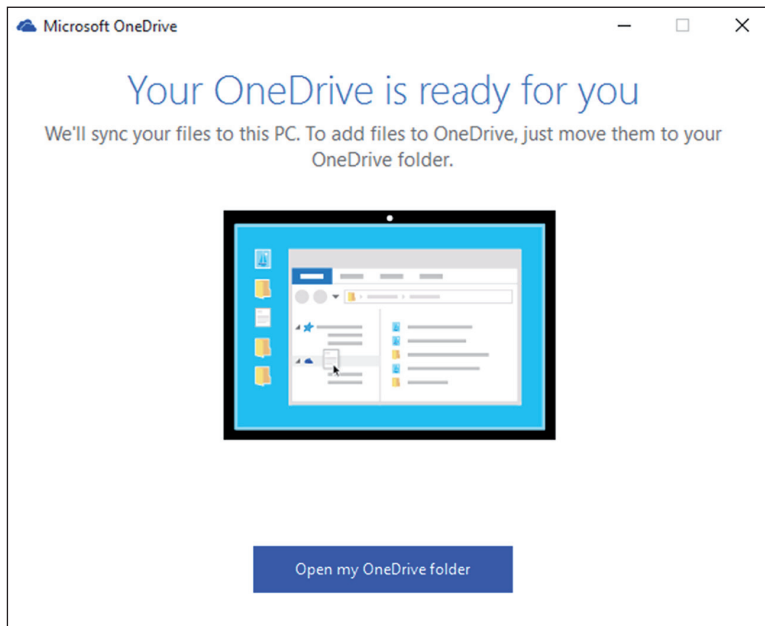 Microsoft OneDrive
Your OneDrive is ready for you
We'll sync your files to this PC. To add files to OneDrive, just move them to your
OneDrive folder.
Open my OneDrive folder